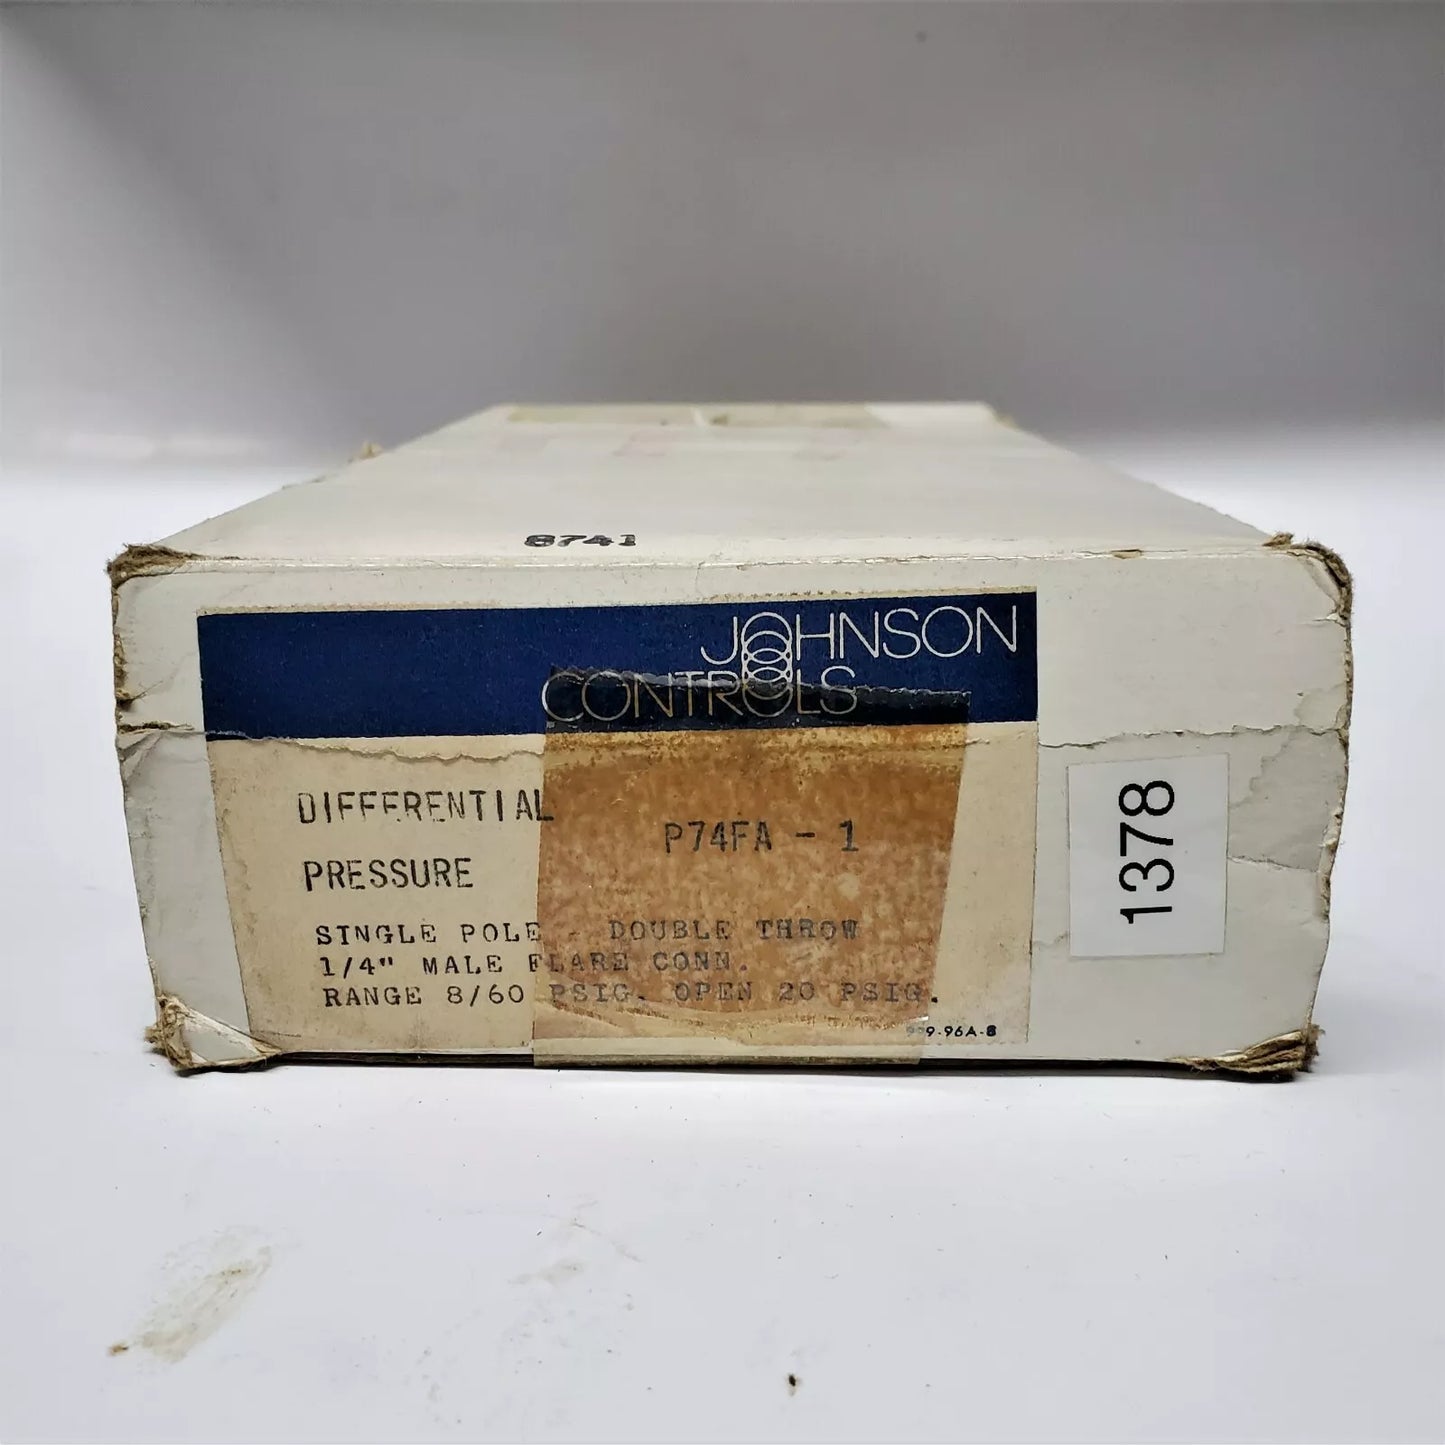 8741
JOHNSON
CONTROLS
DIFFERENTIAL
PRESSURE
P74FA - 1
SINGLE POLE - DOUBLE THROW
1/4" MALE FLARE CONN.
RANGE 8/60 PSIG. OPEN 20 PSIG.
1378